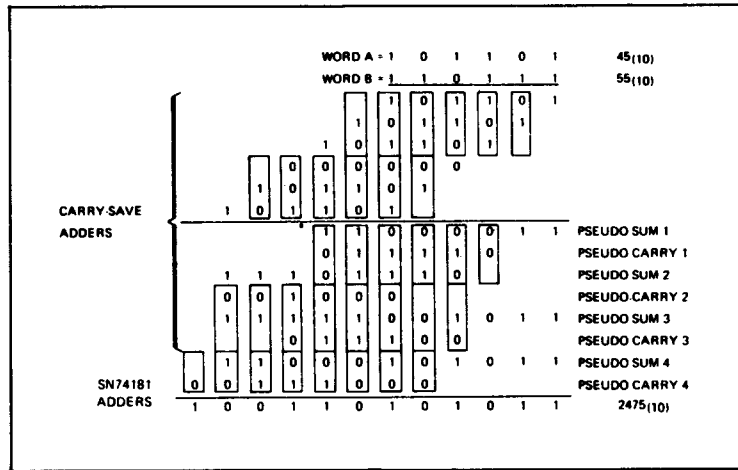 WORD A = 1 0 1 1 0 1 45(10)
WORD B = 1 1 0 1 1 1 55(10)
1 0 1 1 0 1
1 0 1 1 0 1
1 0 1 1 0 1
0 0 0 0 0 0
1 0 1 1 0 1
1 0 1 1 0 1
CARRY-SAVE
ADDERS
1 1 0 0 0 0 1 1 PSEUDO SUM 1
0 1 1 1 1 0 PSEUDO CARRY 1
1 1 1 0 1 1 1 0 PSEUDO SUM 2
0 0 1 0 0 0 PSEUDO CARRY 2
1 1 1 1 1 0 0 1 0 1 1 PSEUDO SUM 3
0 1 1 1 0 0 PSEUDO CARRY 3
1 1 0 0 0 1 0 1 0 1 1 PSEUDO SUM 4
0 0 1 1 1 0 0 0 PSEUDO CARRY 4
SN74181
ADDERS
1 0 0 1 1 0 1 0 1 0 1 1 2475(10)